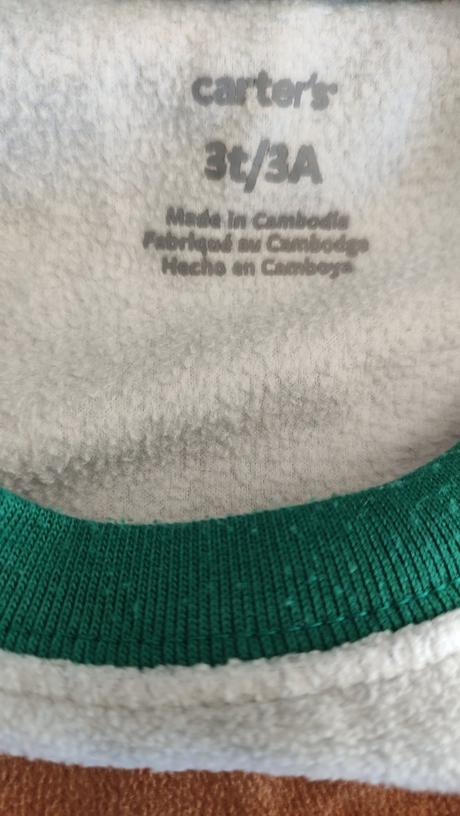 carter's
3t/3A
Made in Cambodia
Fabriqué au Cambodge
Hecho en Camboya